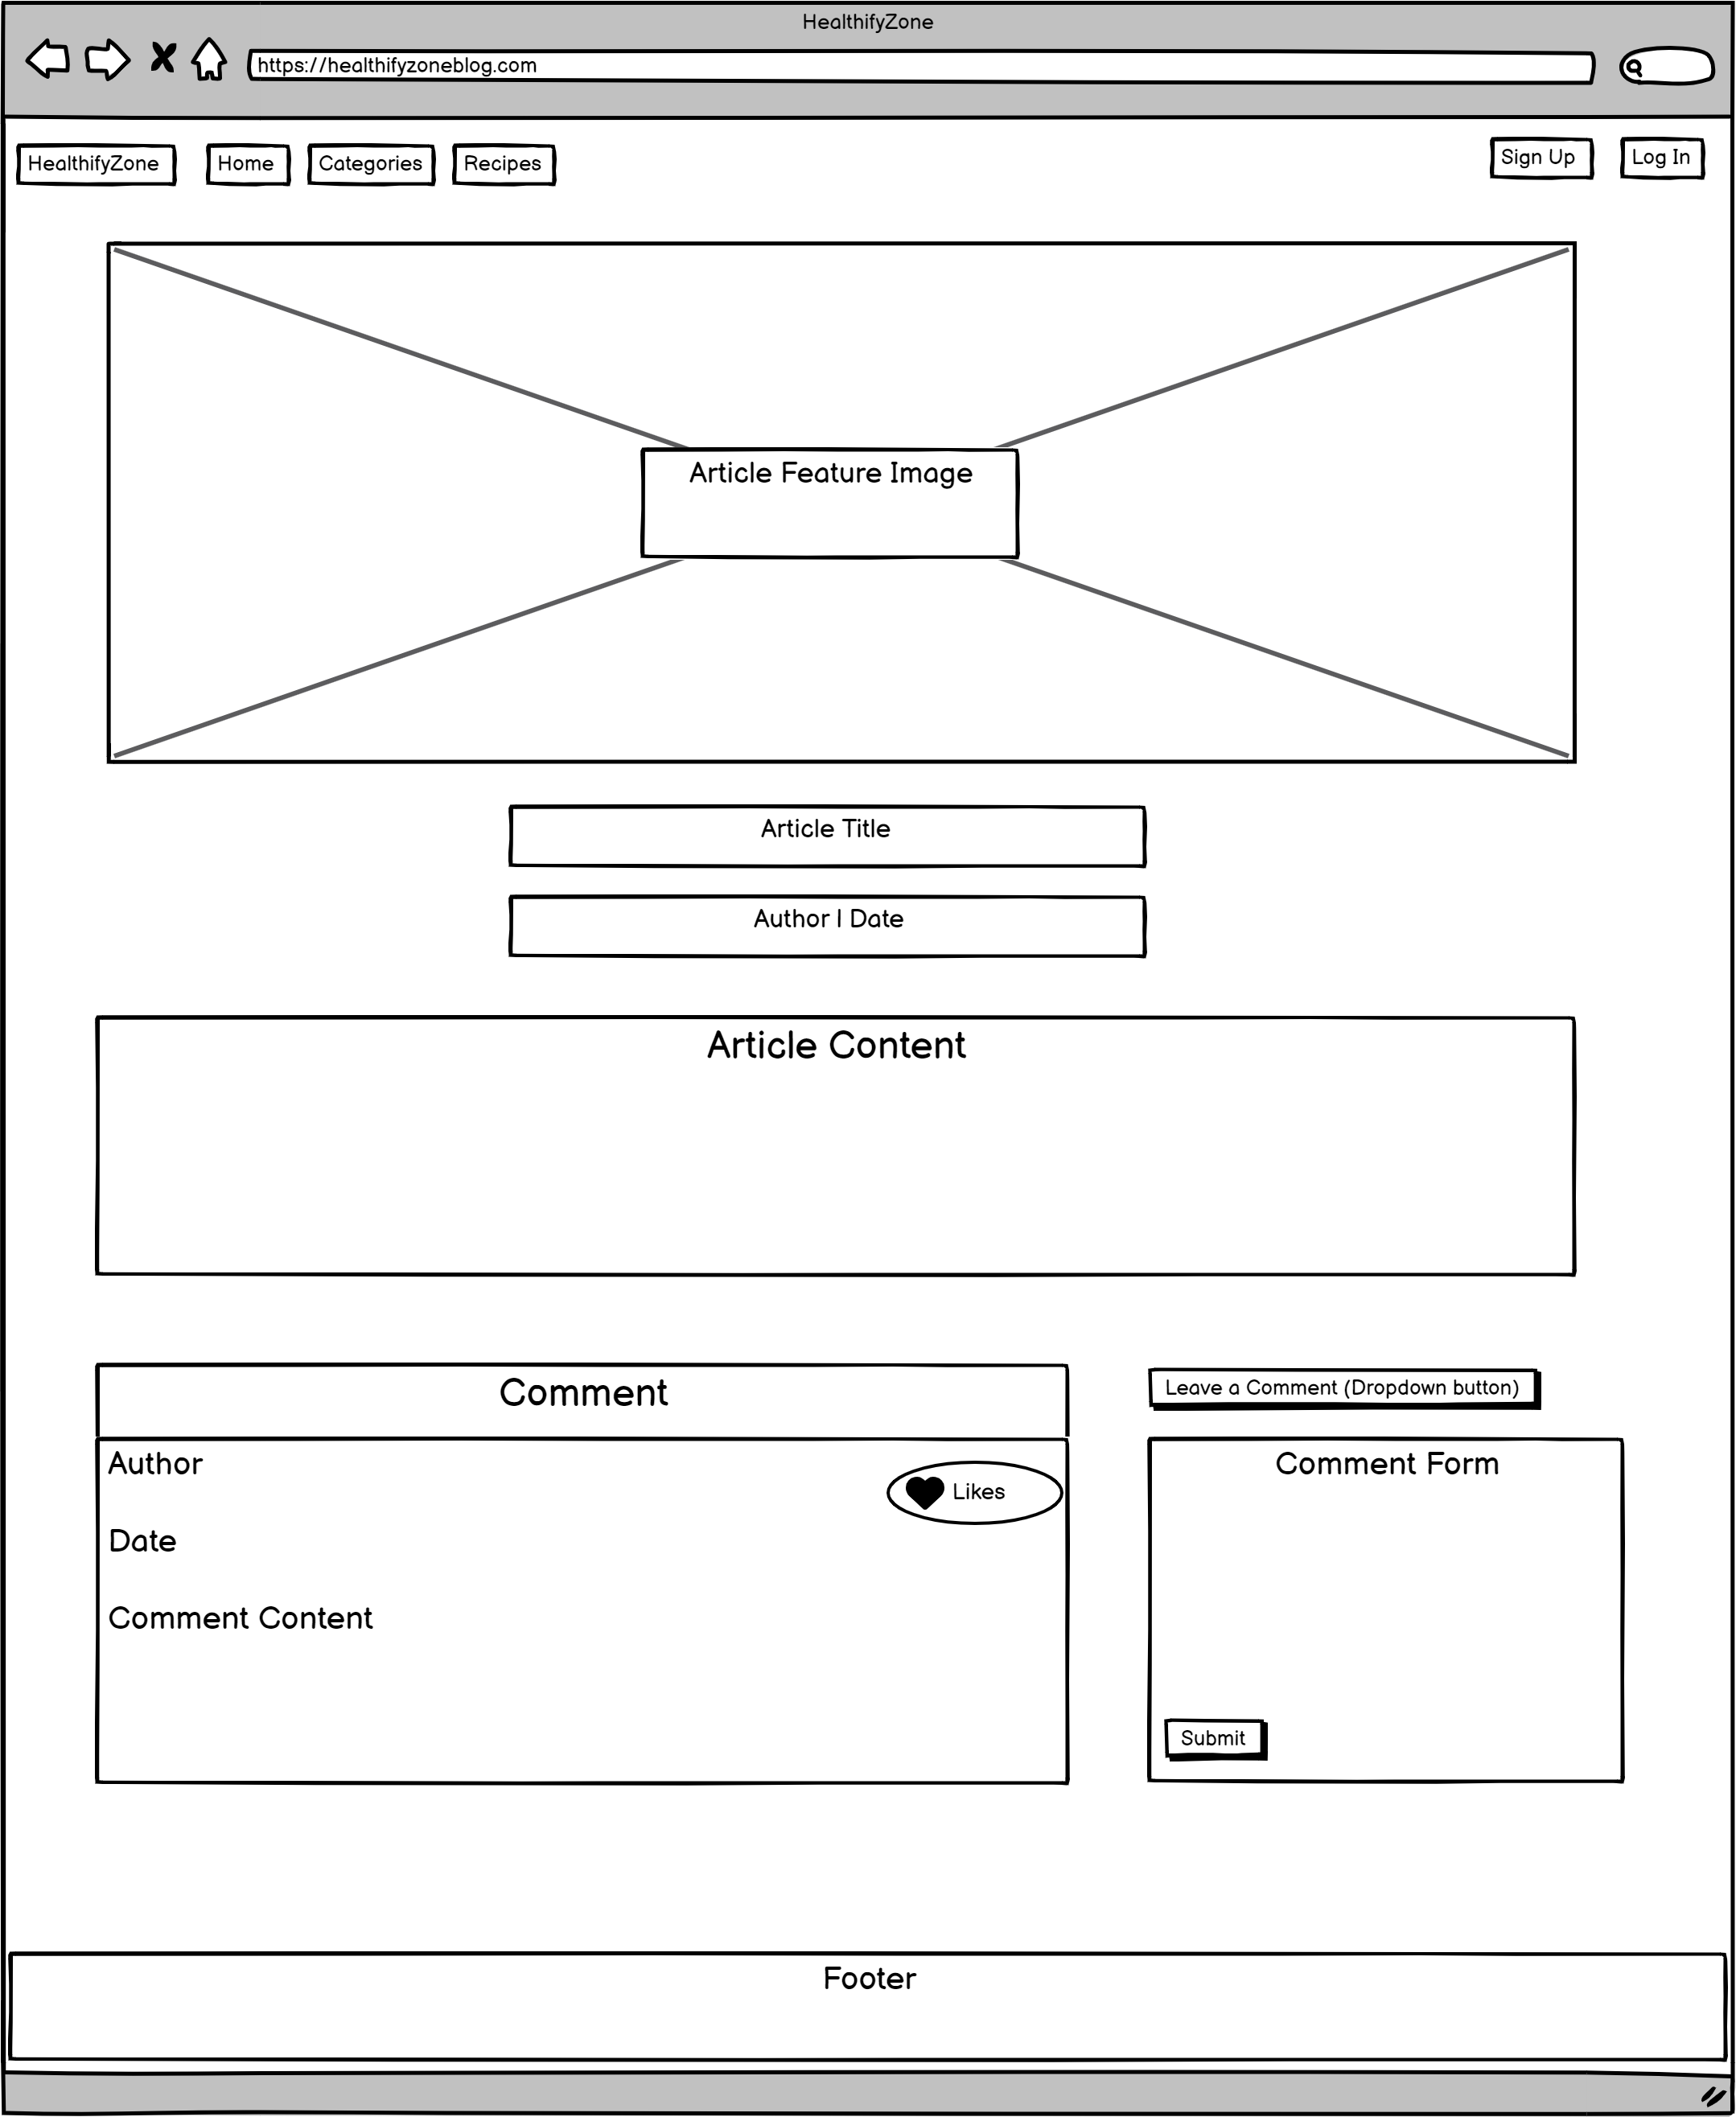 HealthifyZone
https://healthifyzoneblog.com
HealthifyZone Home Categories Recipes Sign Up Log In
Article Feature Image
Article Title
Author | Date
Article Content
Comment
Leave a Comment (Dropdown button)
Author
Likes
Date
Comment Content
Comment Form
Submit
Footer